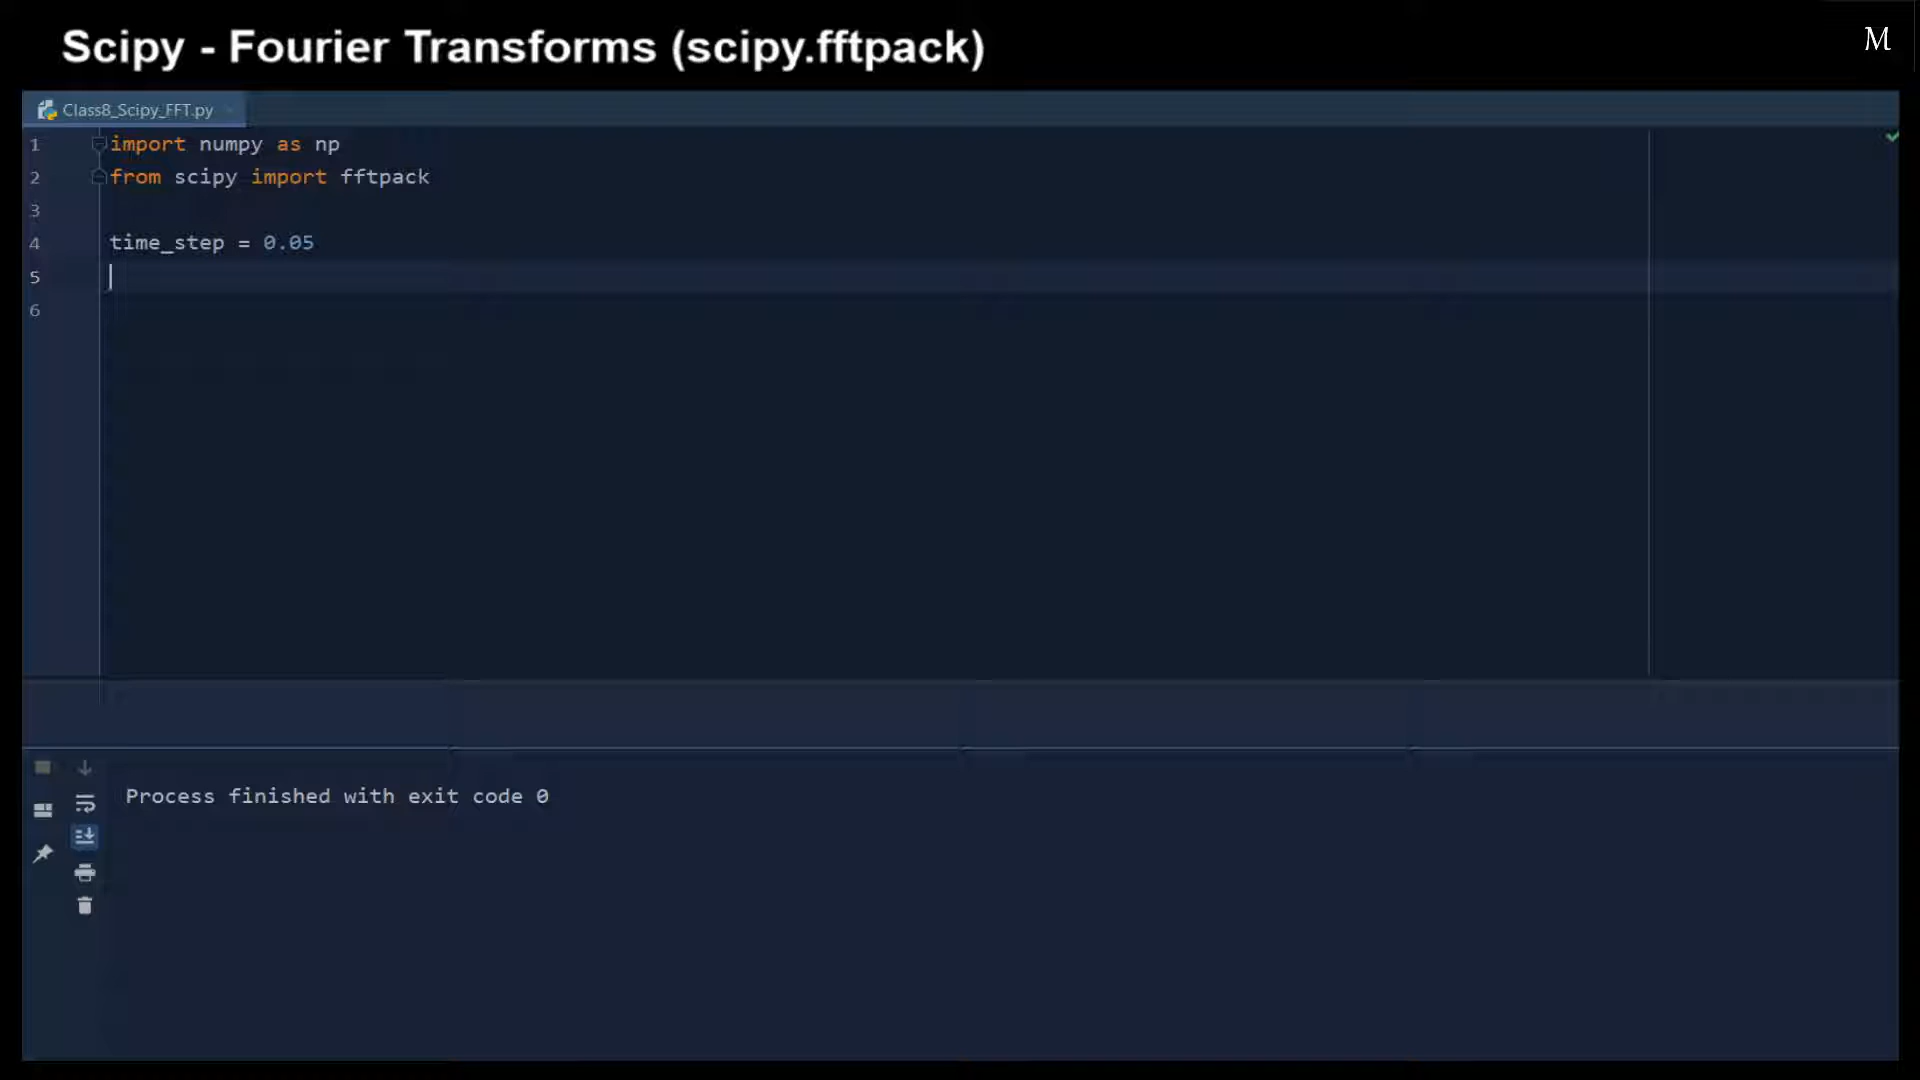 Scipy - Fourier Transforms (scipy.fftpack)
M
Class8_Scipy_FFT.py
1 import numpy as np
2 from scipy import fftpack
3
4 time_step = 0.05
5
6
Process finished with exit code 0